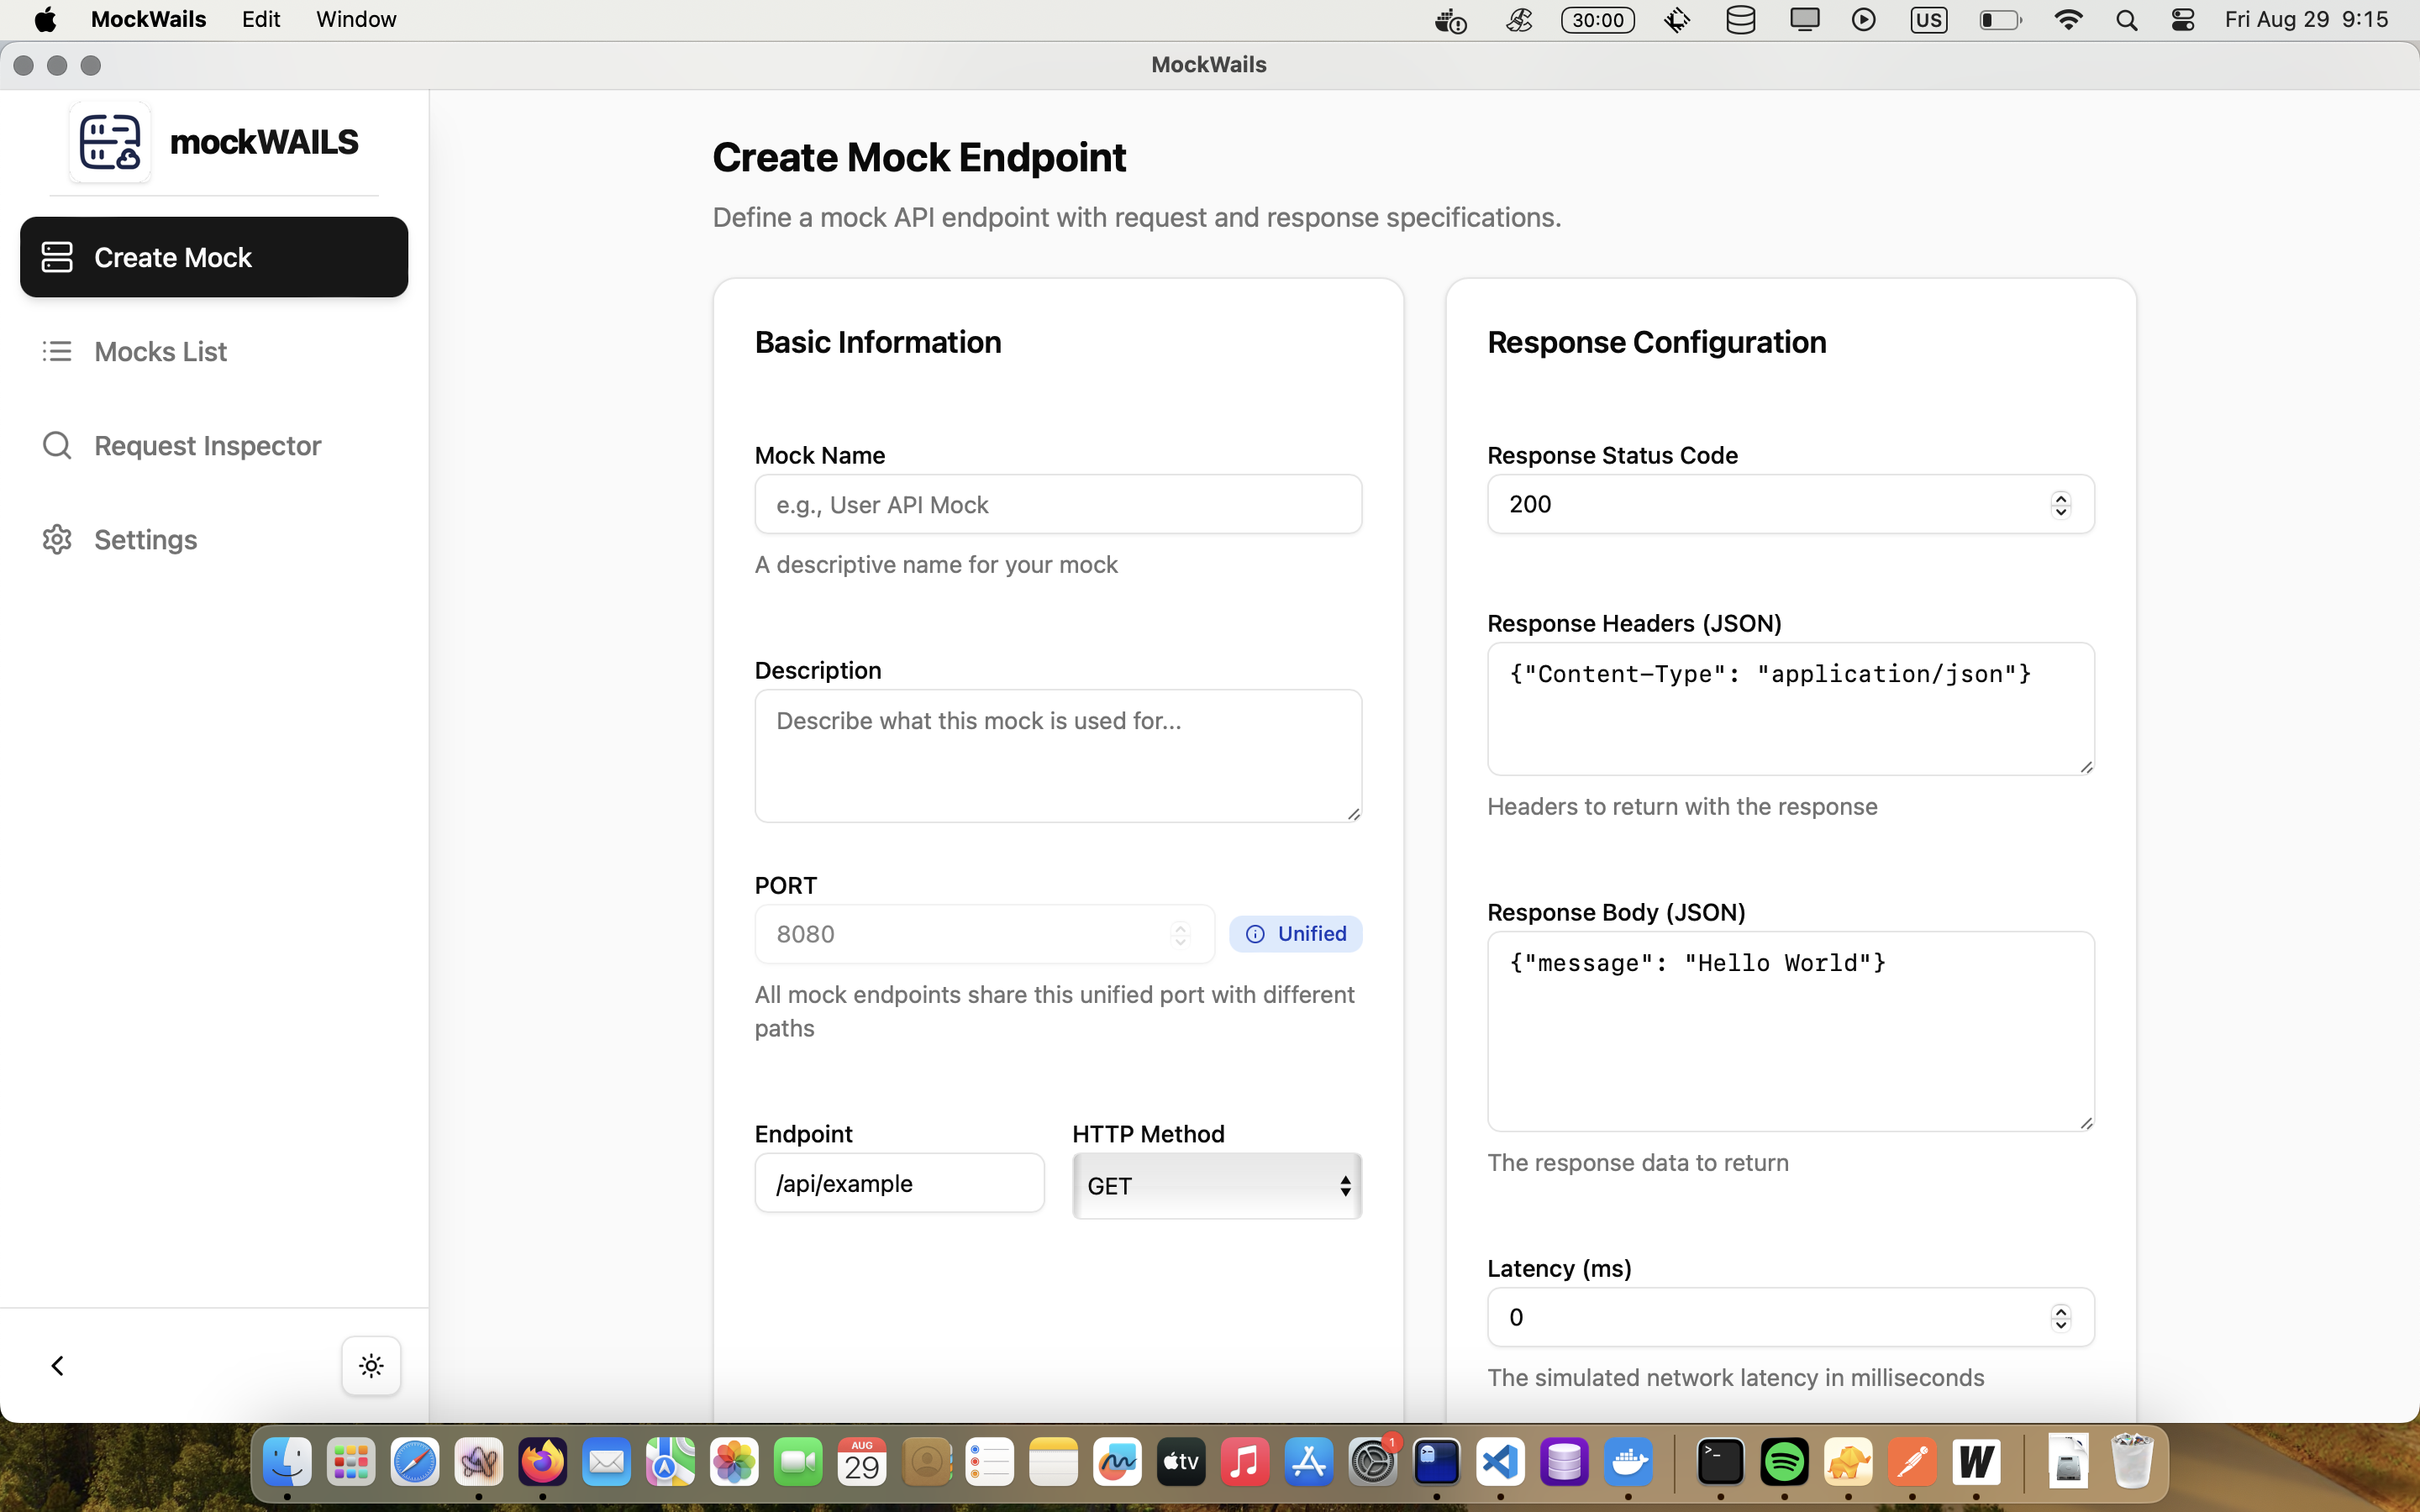 MockWails Edit Window 30:00 US Fri Aug 29 9:15
MockWails
mockWAILS
Create Mock
Mocks List
Request Inspector
Settings
Create Mock Endpoint
Define a mock API endpoint with request and response specifications.
Basic Information
Mock Name
e.g., User API Mock
A descriptive name for your mock
Description
Describe what this mock is used for...
PORT
8080
Unified
All mock endpoints share this unified port with different
paths
Endpoint
/api/example
HTTP Method
GET
Response Configuration
Response Status Code
200
Response Headers (JSON)
{"Content-Type": "application/json"}
Headers to return with the response
Response Body (JSON)
{"message": "Hello World"}
The response data to return
Latency (ms)
0
The simulated network latency in milliseconds
AUG
29
tv
1
W